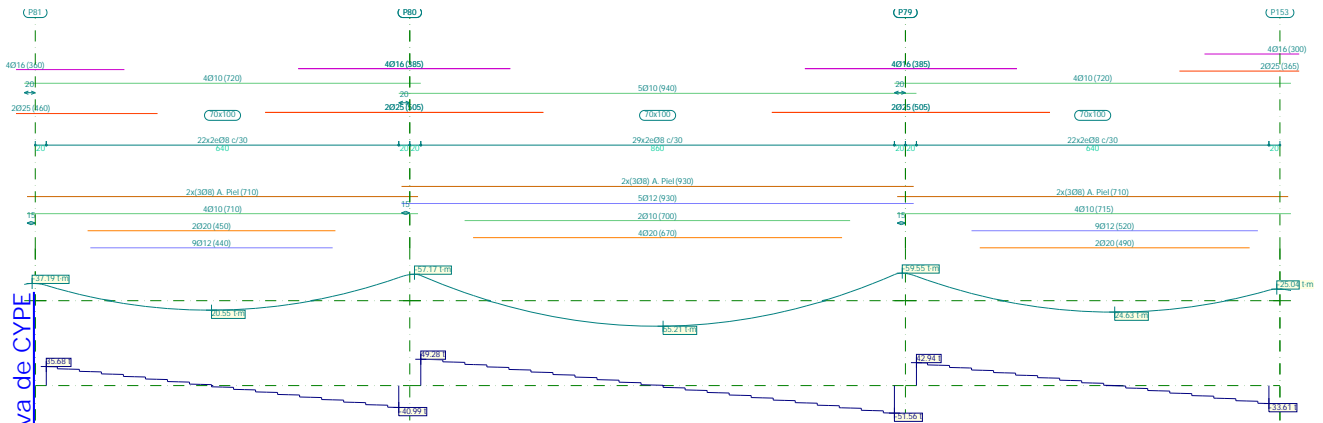 P81 P80 P79 P153
4Ø16 (300)
4Ø16 (360) 4Ø16 (385) 4Ø16 (385) 2Ø25 (365)
4Ø10 (720) 4Ø10 (720)
20 20
5Ø10 (940)
20
2Ø25 (460) 2Ø25 (505) 2Ø25 (505)
70x100 70x100 70x100
22x2eØ8 c/30 29x2eØ8 c/30 22x2eØ8 c/30
20 640 20 20 860 20 20 640 20
2x(3Ø8) A. Piel (930)
2x(3Ø8) A. Piel (710) 2x(3Ø8) A. Piel (710)
5Ø12 (930)
15
4Ø10 (710) 4Ø10 (715)
15 15
2Ø10 (700)
2Ø20 (450) 9Ø12 (520)
4Ø20 (670)
9Ø12 (440) 2Ø20 (490)
-57.17 t·m -59.55 t·m
-37.19 t·m -25.04 t·m
20.55 t·m 24.63 t·m
55.21 t·m
49.28 t
35.68 t 42.94 t
-40.99 t -33.61 t
-51.56 t
va de CYPE